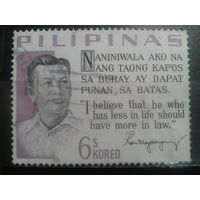 PILIPINAS
NANINIWALA AKO NA
ANG TAONG KAPOS
SA BUHAY AY DAPAT
PUNAN, SA BATAS.
"I believe that he who
has less in life should
have more in law."
6s
KOREO